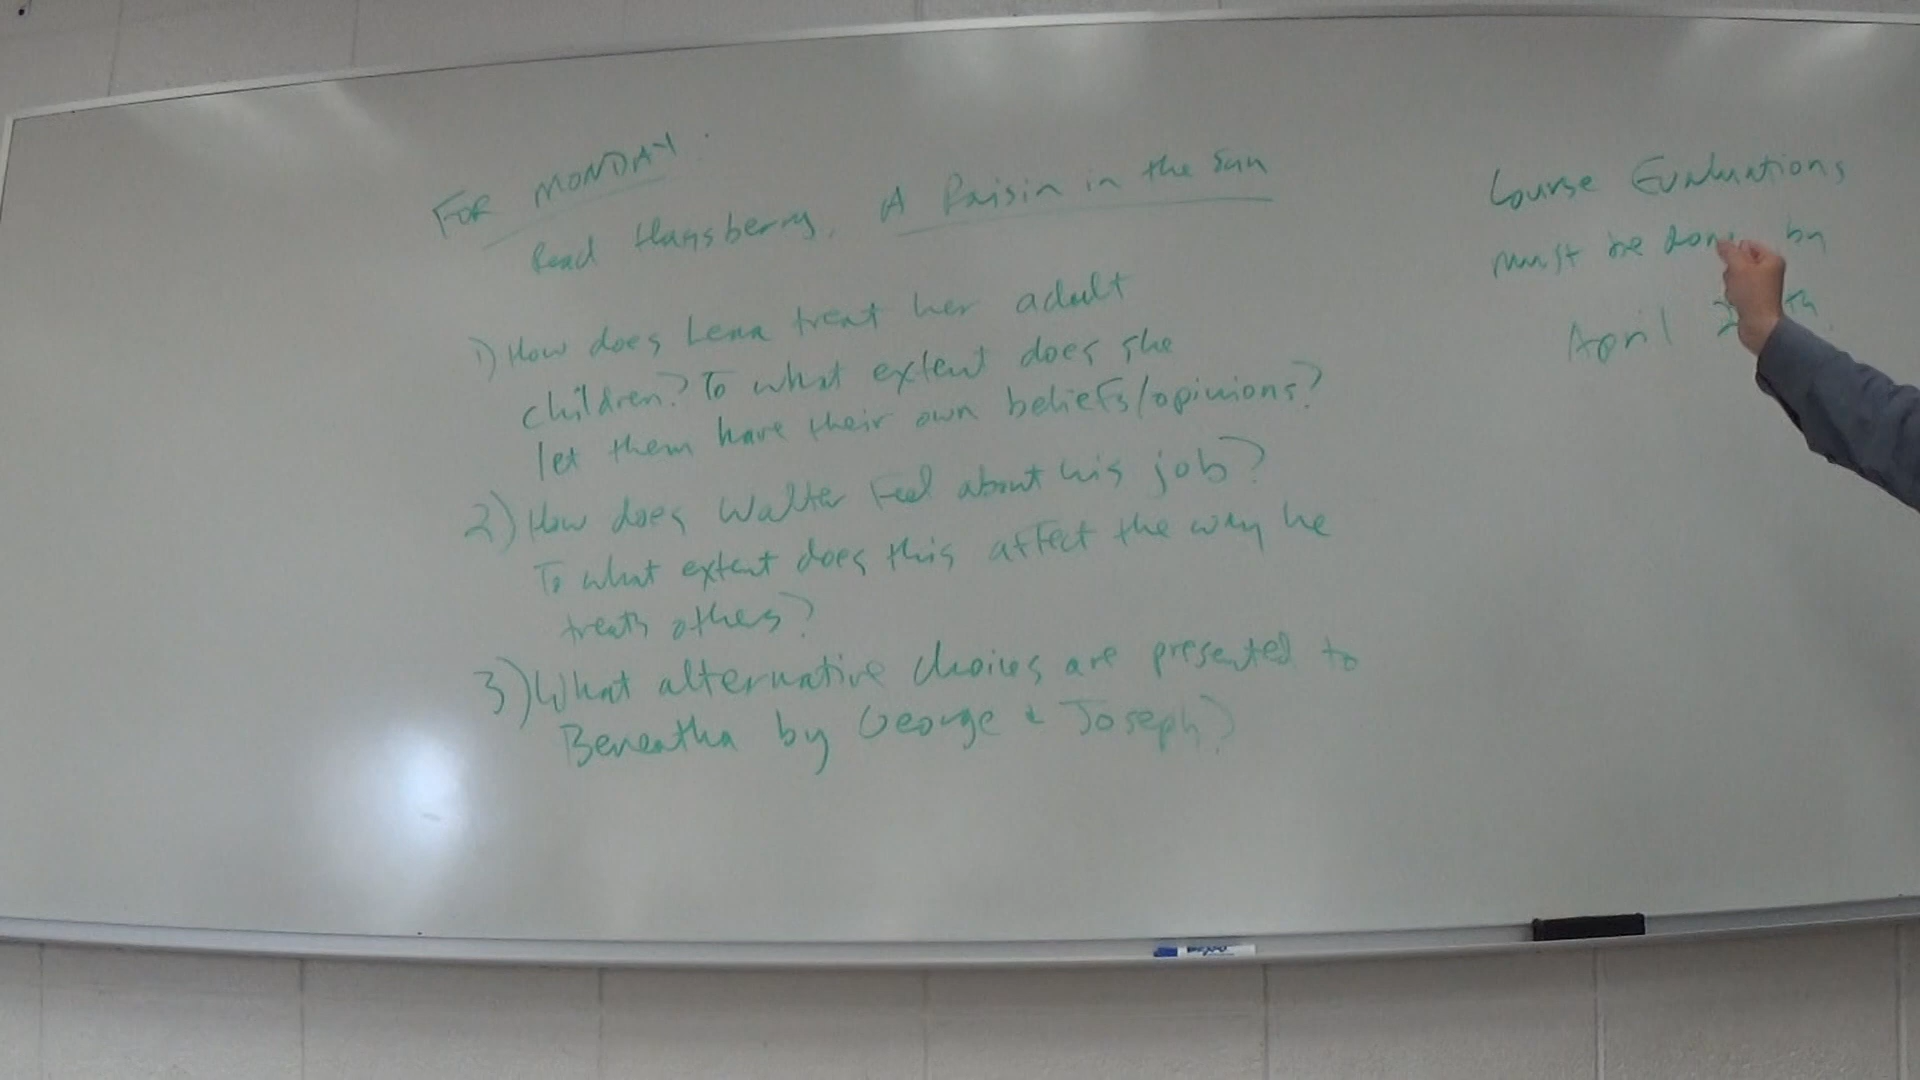 FOR MONDAY:
Read Hansberry, A Raisin in the Sun
1) How does Lena treat her adult
children? To what extent does she
let them have their own beliefs/opinions?
2) How does Walter Feel about his job?
To what extent does this affect the way he
treats others?
3) What alternative choices are presented to
Beneatha by George & Joseph?
Course Evaluations
must be done by
April
EXPO